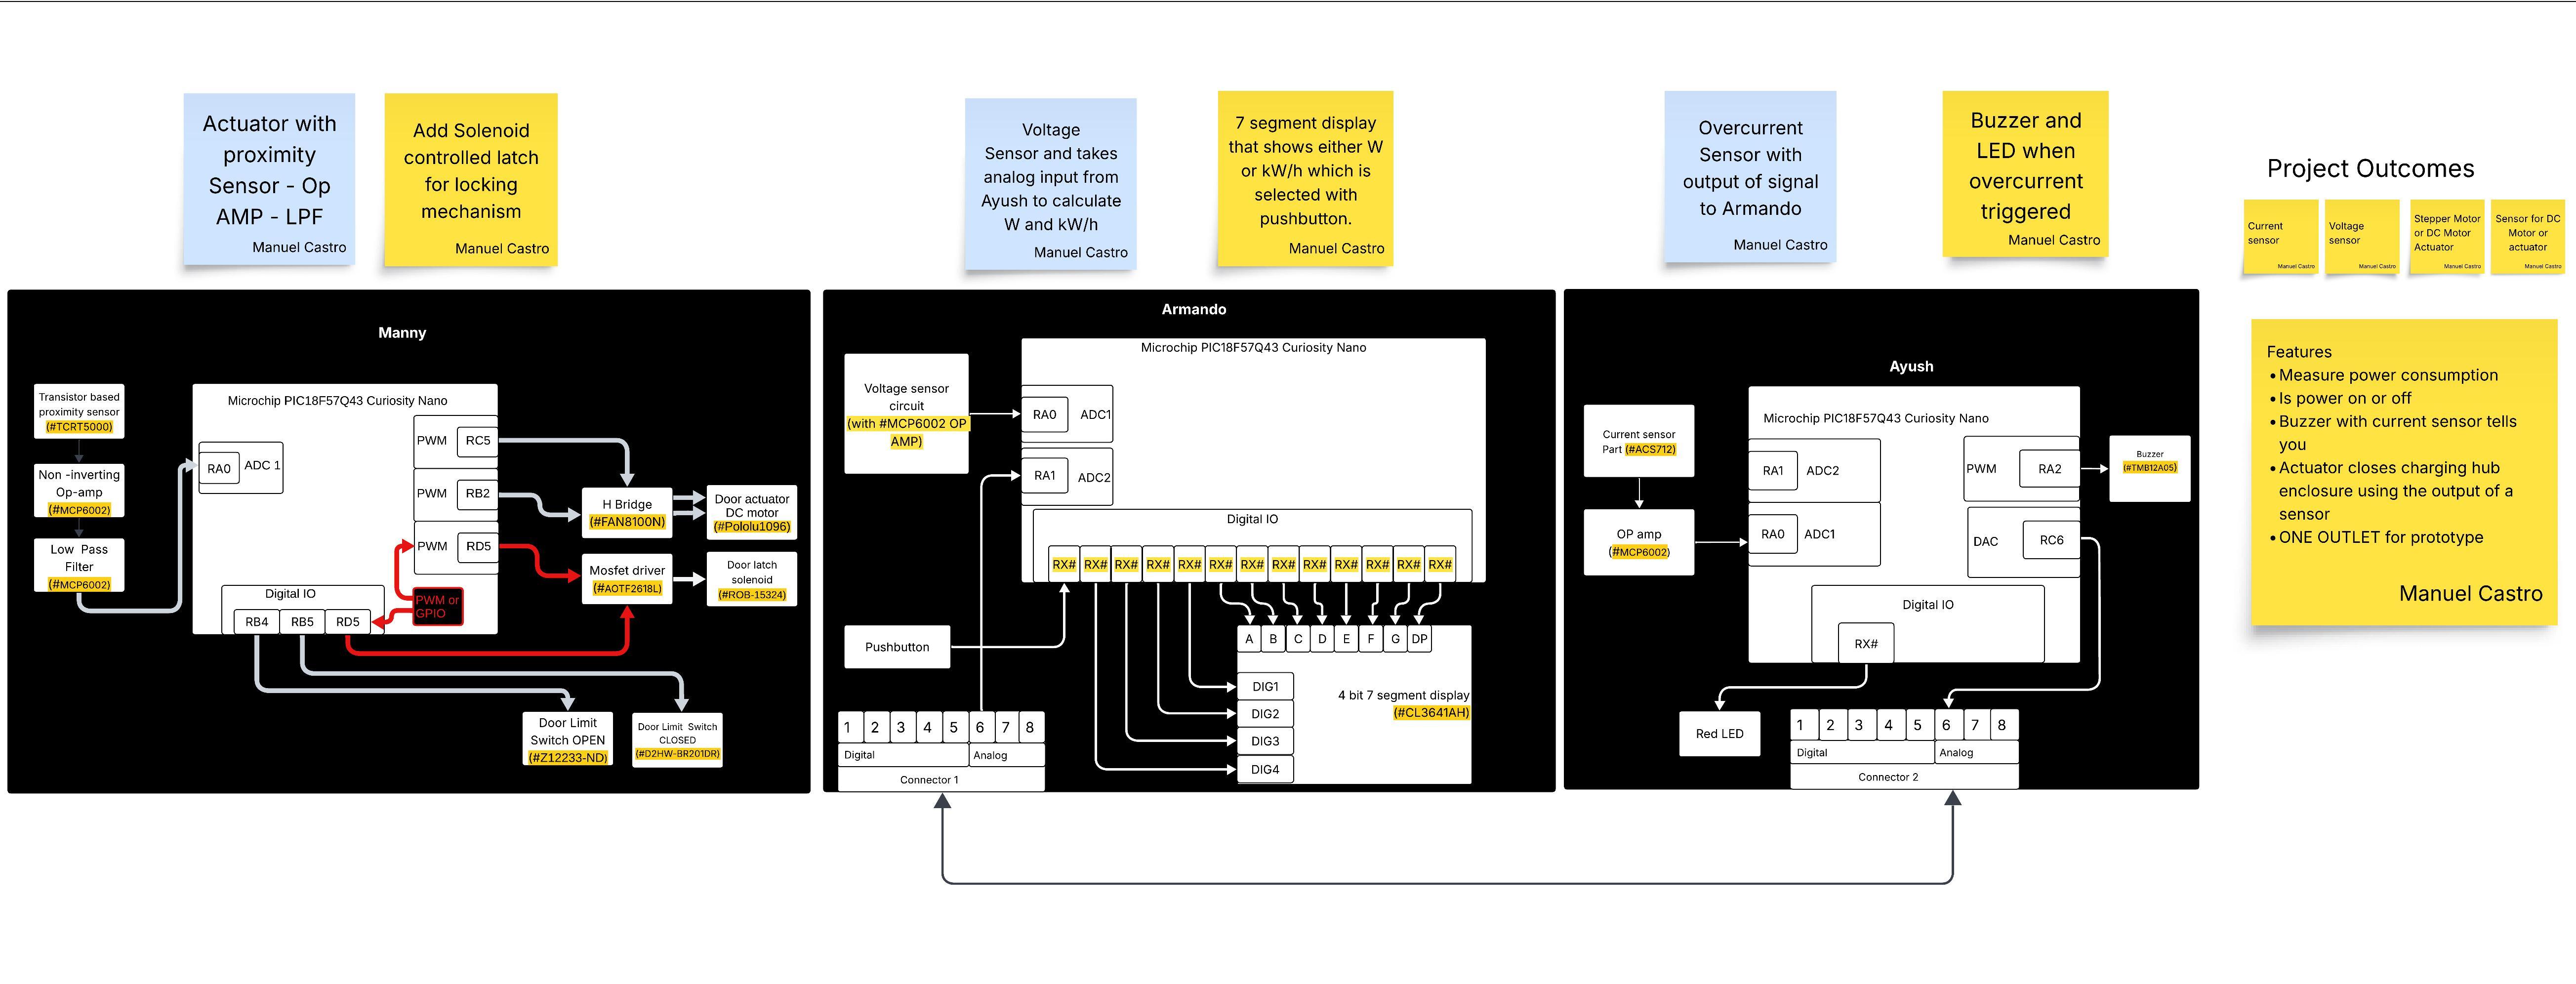 Actuator with
proximity
Sensor - Op
AMP - LPF
Manuel Castro
Add Solenoid
controlled latch
for locking
mechanism
Manuel Castro
Voltage
Sensor and takes
analog input from
Ayush to calculate
W and kW/h
Manuel Castro
7 segment display
that shows either W
or kW/h which is
selected with
pushbutton.
Manuel Castro
Overcurrent
Sensor with
output of signal
to Armando
Manuel Castro
Buzzer and
LED when
overcurrent
triggered
Manuel Castro
Project Outcomes
Current
sensor
Manuel Castro
Voltage
sensor
Manuel Castro
Stepper Motor
or DC Motor
Actuator
Manuel Castro
Sensor for DC
Motor or
actuator
Manuel Castro
Features
• Measure power consumption
• Is power on or off
• Buzzer with current sensor tells
you
• Actuator closes charging hub
enclosure using the output of a
sensor
• ONE OUTLET for prototype
Manuel Castro
Manny
Transistor based
proximity sensor
(#TCRT5000)
Non -inverting
Op-amp
(#MCP6002)
Low Pass
Filter
(#MCP6002)
Microchip PIC18F57Q43 Curiosity Nano
RA0
ADC 1
PWM
RC5
PWM
RB2
PWM
RD5
PWM or
GPIO
Digital IO
RB4
RB5
RD5
H Bridge
(#FAN8100N)
Door actuator
DC motor
(#Pololu1096)
Mosfet driver
(#AOTF2618L)
Door latch
solenoid
(#ROB-15324)
Door Limit
Switch OPEN
(#Z12233-ND)
Door Limit Switch
CLOSED
(#D2HW-BR201DR)
Armando
Microchip PIC18F57Q43 Curiosity Nano
Voltage sensor
circuit
(with #MCP6002 OP
AMP)
RA0
ADC1
RA1
ADC2
Digital IO
RX# RX# RX# RX# RX# RX# RX# RX# RX# RX# RX# RX# RX#
Pushbutton
A B C D E F G DP
DIG1
DIG2
DIG3
DIG4
4 bit 7 segment display
(#CL3641AH)
1 2 3 4 5 6 7 8
Digital
Analog
Connector 1
Ayush
Microchip PIC18F57Q43 Curiosity Nano
Current sensor
Part (#ACS712)
OP amp
(#MCP6002)
RA1
ADC2
RA0
ADC1
PWM
RA2
DAC
RC6
Buzzer
(#TMB12A05)
Digital IO
RX#
Red LED
1 2 3 4 5 6 7 8
Digital
Analog
Connector 2